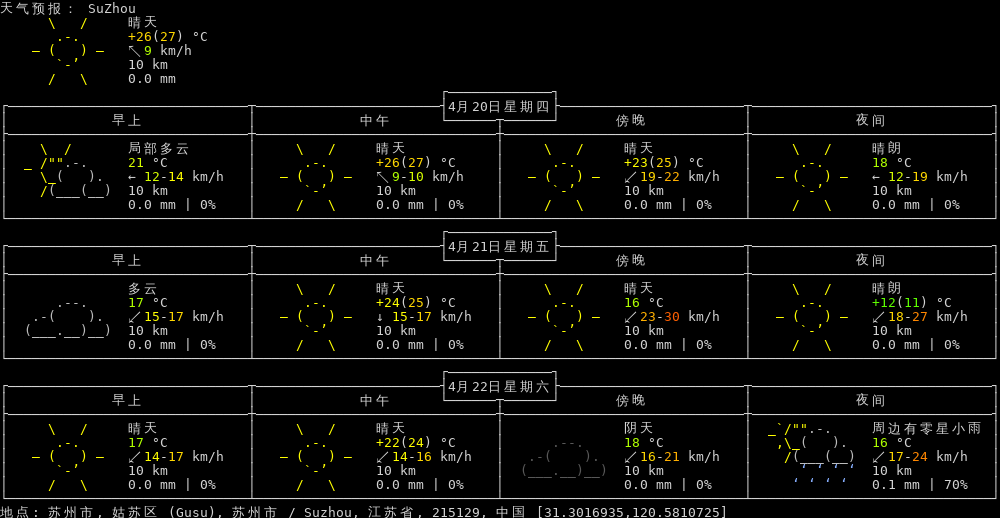 天气预报： SuZhou
晴天
+26(27) °C
↖ 9 km/h
10 km
0.0 mm
4月20日星期四
早上 中午 傍晚 夜间
局部多云 晴天 晴天 晴朗
21 °C +26(27) °C +23(25) °C 18 °C
← 12-14 km/h ↖ 9-10 km/h ↙ 19-22 km/h ← 12-19 km/h
10 km 10 km 10 km 10 km
0.0 mm | 0% 0.0 mm | 0% 0.0 mm | 0% 0.0 mm | 0%
4月21日星期五
早上 中午 傍晚 夜间
多云 晴天 晴天 晴朗
17 °C +24(25) °C 16 °C +12(11) °C
↙ 15-17 km/h ↓ 15-17 km/h ↙ 23-30 km/h ↙ 18-27 km/h
10 km 10 km 10 km 10 km
0.0 mm | 0% 0.0 mm | 0% 0.0 mm | 0% 0.0 mm | 0%
4月22日星期六
早上 中午 傍晚 夜间
晴天 晴天 阴天 周边有零星小雨
17 °C +22(24) °C 18 °C 16 °C
↙ 14-17 km/h ↙ 14-16 km/h ↙ 16-21 km/h ↙ 17-24 km/h
10 km 10 km 10 km 10 km
0.0 mm | 0% 0.0 mm | 0% 0.0 mm | 0% 0.1 mm | 70%
地点: 苏州市, 姑苏区 (Gusu), 苏州市 / Suzhou, 江苏省, 215129, 中国 [31.3016935,120.5810725]